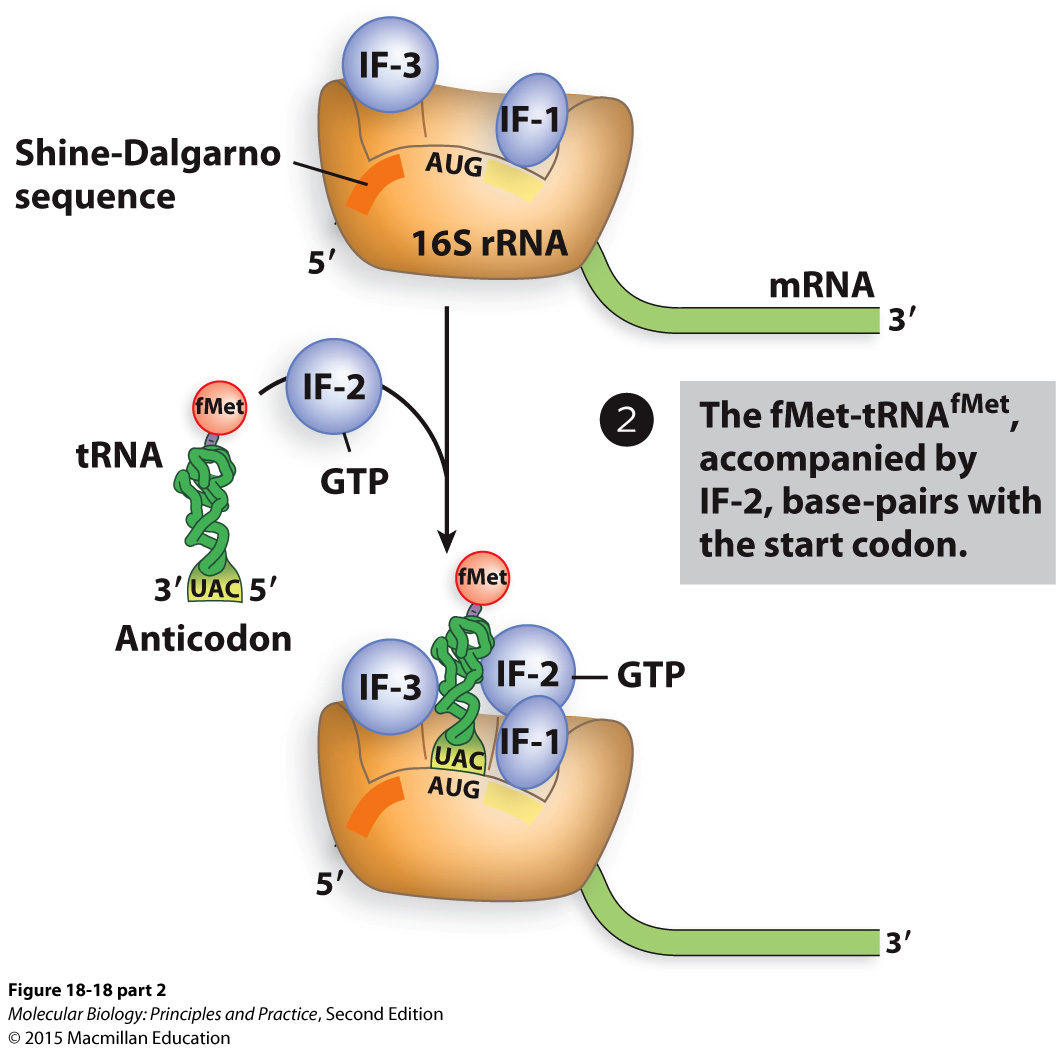 IF-3
IF-1
Shine-Dalgarno
sequence
AUG
16S rRNA
5′
mRNA
3′
IF-2
fMet
tRNA
GTP
2
The fMet-tRNAfMet,
accompanied by
IF-2, base-pairs with
the start codon.
3′ UAC 5′
Anticodon
fMet
IF-3
IF-2
GTP
IF-1
UAC
AUG
5′
3′
Figure 18-18 part 2
Molecular Biology: Principles and Practice, Second Edition
© 2015 Macmillan Education